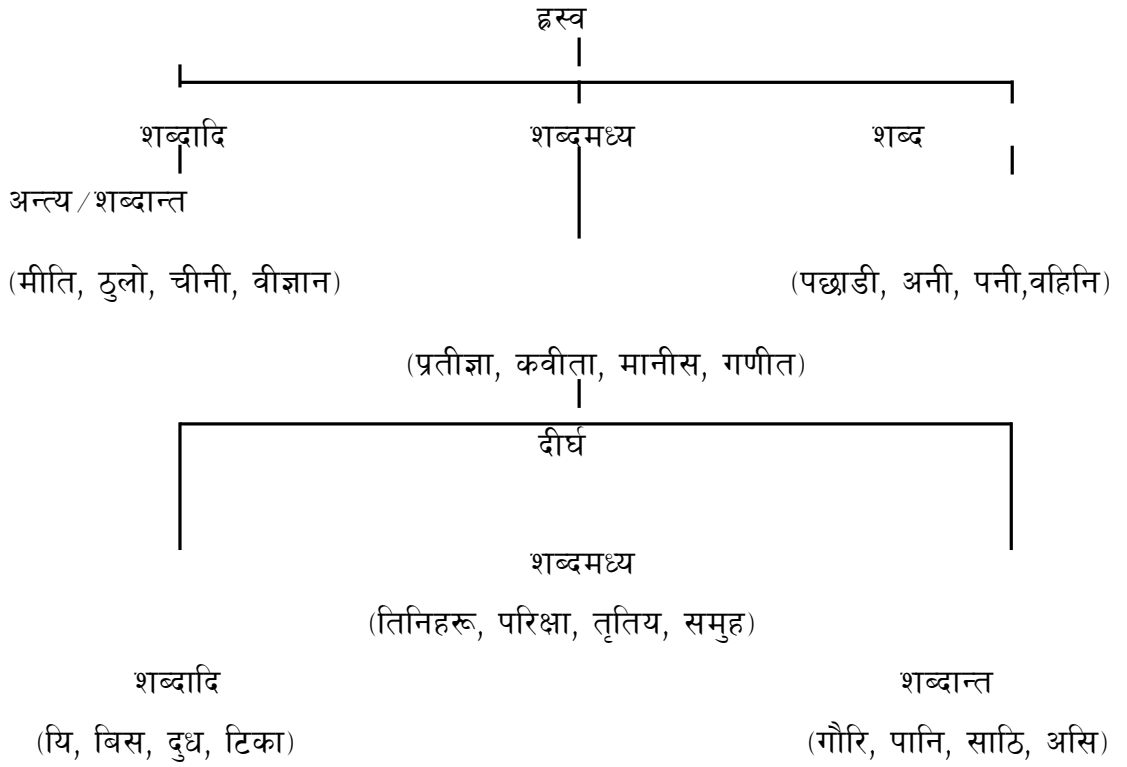 ह्रस्व
शब्दादि शब्दमध्य शब्द
अन्त्य/शब्दान्त
(मीति, ठुलो, चीनी, वीज्ञान) (पछाडी, अनी, पनी,वहिनि)
(प्रतीज्ञा, कवीता, मानीस, गणीत)
दीर्घ
शब्दमध्य
(तिनिहरू, परिक्षा, तृतिय, समुह)
शब्दादि शब्दान्त
(यि, बिस, दुध, टिका) (गौरि, पानि, साठि, असि)